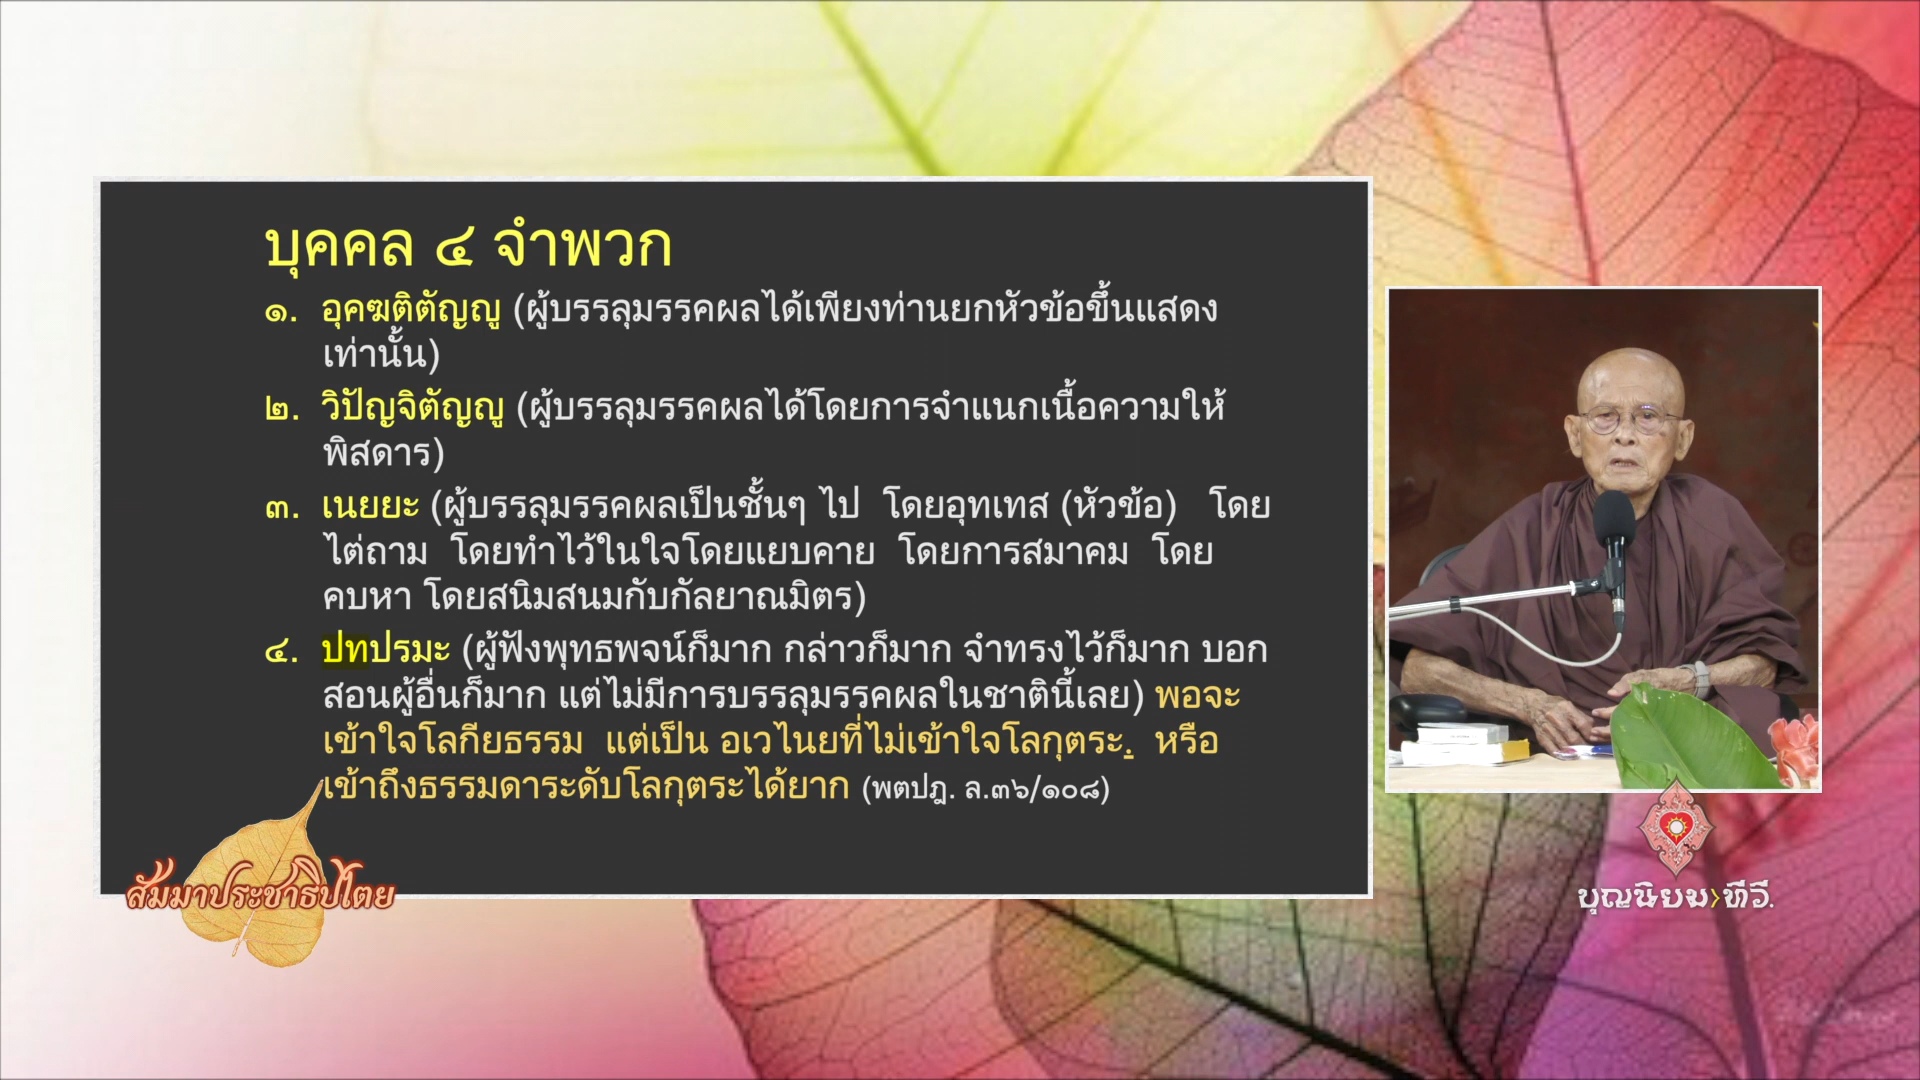 บุคคล ๔ จำพวก
๑. อุคฆติตัญญู (ผู้บรรลุมรรคผลได้เพียงท่านยกหัวข้อขึ้นแสดง
เท่านั้น)
๒. วิปัญจิตัญญู (ผู้บรรลุมรรคผลได้โดยการจำแนกเนื้อความให้
พิสดาร)
๓. เนยยะ (ผู้บรรลุมรรคผลเป็นชั้นๆ ไป โดยอุทเทส (หัวข้อ) โดย
ไต่ถาม โดยทำไว้ในใจโดยแยบคาย โดยการสมาคม โดย
คบหา โดยสนิมสนมกับกัลยาณมิตร)
๔. ปทปรมะ (ผู้ฟังพุทธพจน์ก็มาก กล่าวก็มาก จำทรงไว้ก็มาก บอก
สอนผู้อื่นก็มาก แต่ไม่มีการบรรลุมรรคผลในชาตินี้เลย) พอจะ
เข้าใจโลกียธรรม แต่เป็น อเวไนยที่ไม่เข้าใจโลกุตระ. หรือ
เข้าถึงธรรมดาระดับโลกุตระได้ยาก (พตปฎ. ล.๓๖/๑๐๘)
สัมมาประชาธิปไตย
บุญนิยม>ทีวี.